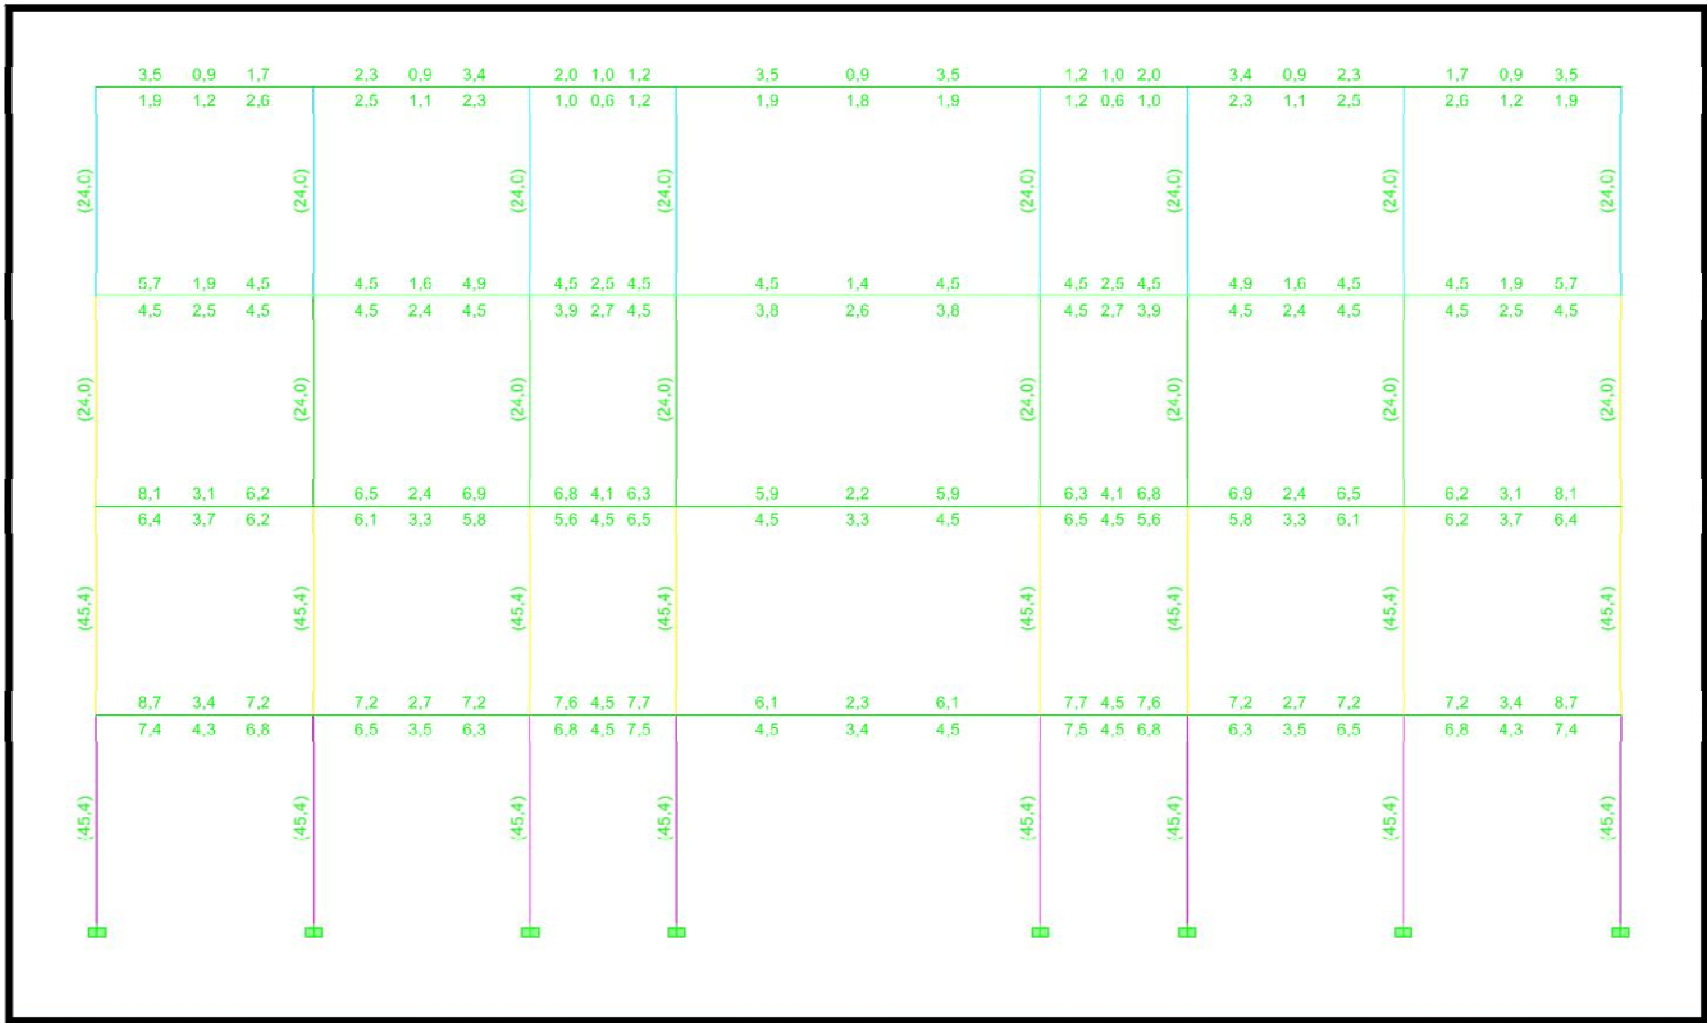 3,5 0,9 1,7 2,3 0,9 3,4 2,0 1,0 1,2 3,5 0,9 3,5 1,2 1,0 2,0 3,4 0,9 2,3 1,7 0,9 3,5
1,9 1,2 2,6 2,5 1,1 2,3 1,0 0,6 1,2 1,9 1,8 1,9 1,2 0,6 1,0 2,3 1,1 2,5 2,6 1,2 1,9
(24,0) (24,0) (24,0) (24,0) (24,0) (24,0) (24,0) (24,0)
5,7 1,9 4,5 4,5 1,6 4,9 4,5 2,5 4,5 4,5 1,4 4,5 4,5 2,5 4,5 4,9 1,6 4,5 4,5 1,9 5,7
4,5 2,5 4,5 4,5 2,4 4,5 3,9 2,7 4,5 3,8 2,6 3,8 4,5 2,7 3,9 4,5 2,4 4,5 4,5 2,5 4,5
(24,0) (24,0) (24,0) (24,0) (24,0) (24,0) (24,0) (24,0)
8,1 3,1 6,2 6,5 2,4 6,9 6,8 4,1 6,3 5,9 2,2 5,9 6,3 4,1 6,8 6,9 2,4 6,5 6,2 3,1 8,1
6,4 3,7 6,2 6,1 3,3 5,8 5,6 4,5 6,5 4,5 3,3 4,5 6,5 4,5 5,6 5,8 3,3 6,1 6,2 3,7 6,4
(45,4) (45,4) (45,4) (45,4) (45,4) (45,4) (45,4) (45,4)
8,7 3,4 7,2 7,2 2,7 7,2 7,6 4,5 7,7 6,1 2,3 6,1 7,7 4,5 7,6 7,2 2,7 7,2 7,2 3,4 8,7
7,4 4,3 6,8 6,5 3,5 6,3 6,8 4,5 7,5 4,5 3,4 4,5 7,5 4,5 6,8 6,3 3,5 6,5 6,8 4,3 7,4
(45,4) (45,4) (45,4) (45,4) (45,4) (45,4) (45,4) (45,4)